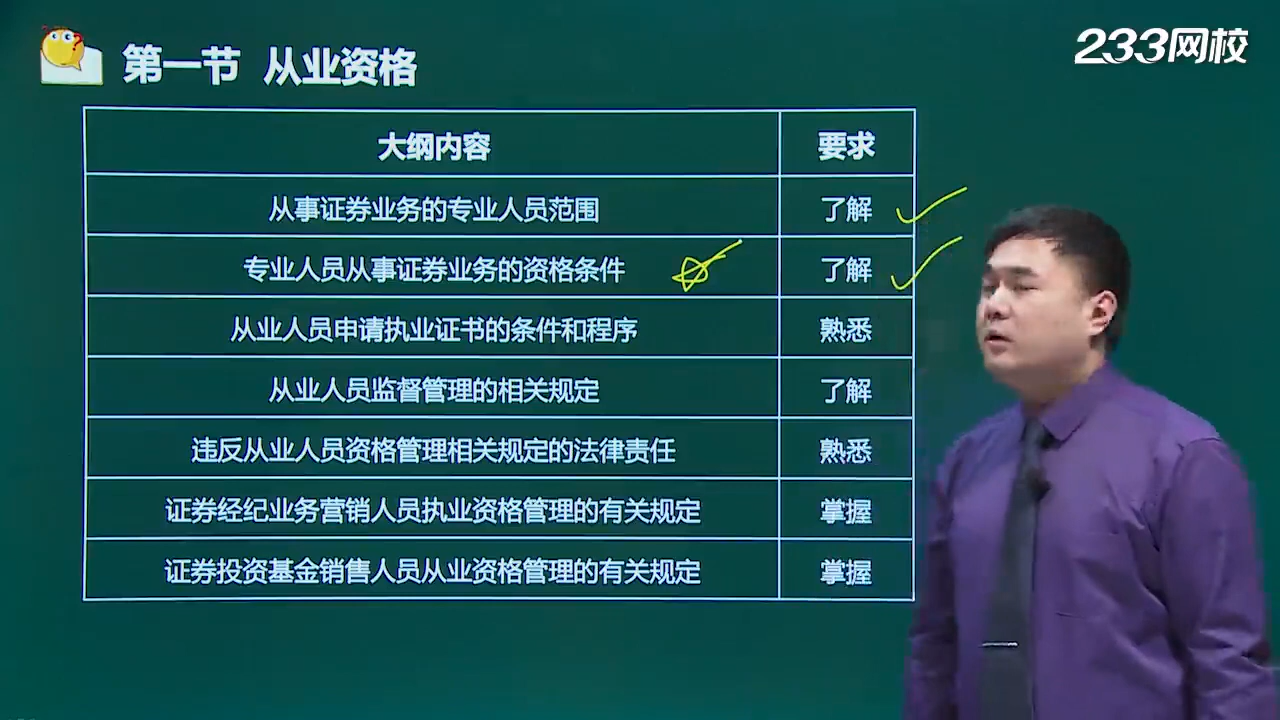 233网校
第一节 从业资格
大纲内容 要求
从事证券业务的专业人员范围 了解
专业人员从事证券业务的资格条件 了解
从业人员申请执业证书的条件和程序 熟悉
从业人员监督管理的相关规定 了解
违反从业人员资格管理相关规定的法律责任 熟悉
证券经纪业务营销人员执业资格管理的有关规定 掌握
证券投资基金销售人员从业资格管理的有关规定 掌握